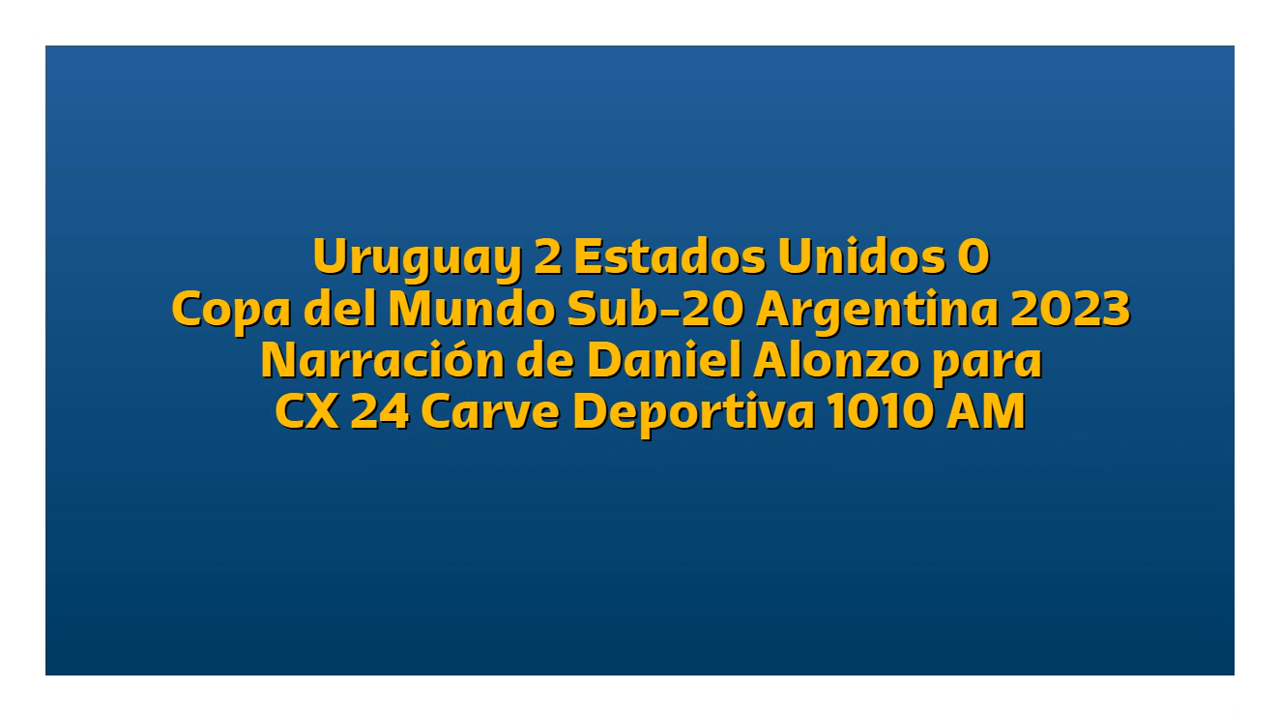 Uruguay 2 Estados Unidos 0
Copa del Mundo Sub-20 Argentina 2023
Narración de Daniel Alonzo para
CX 24 Carve Deportiva 1010 AM